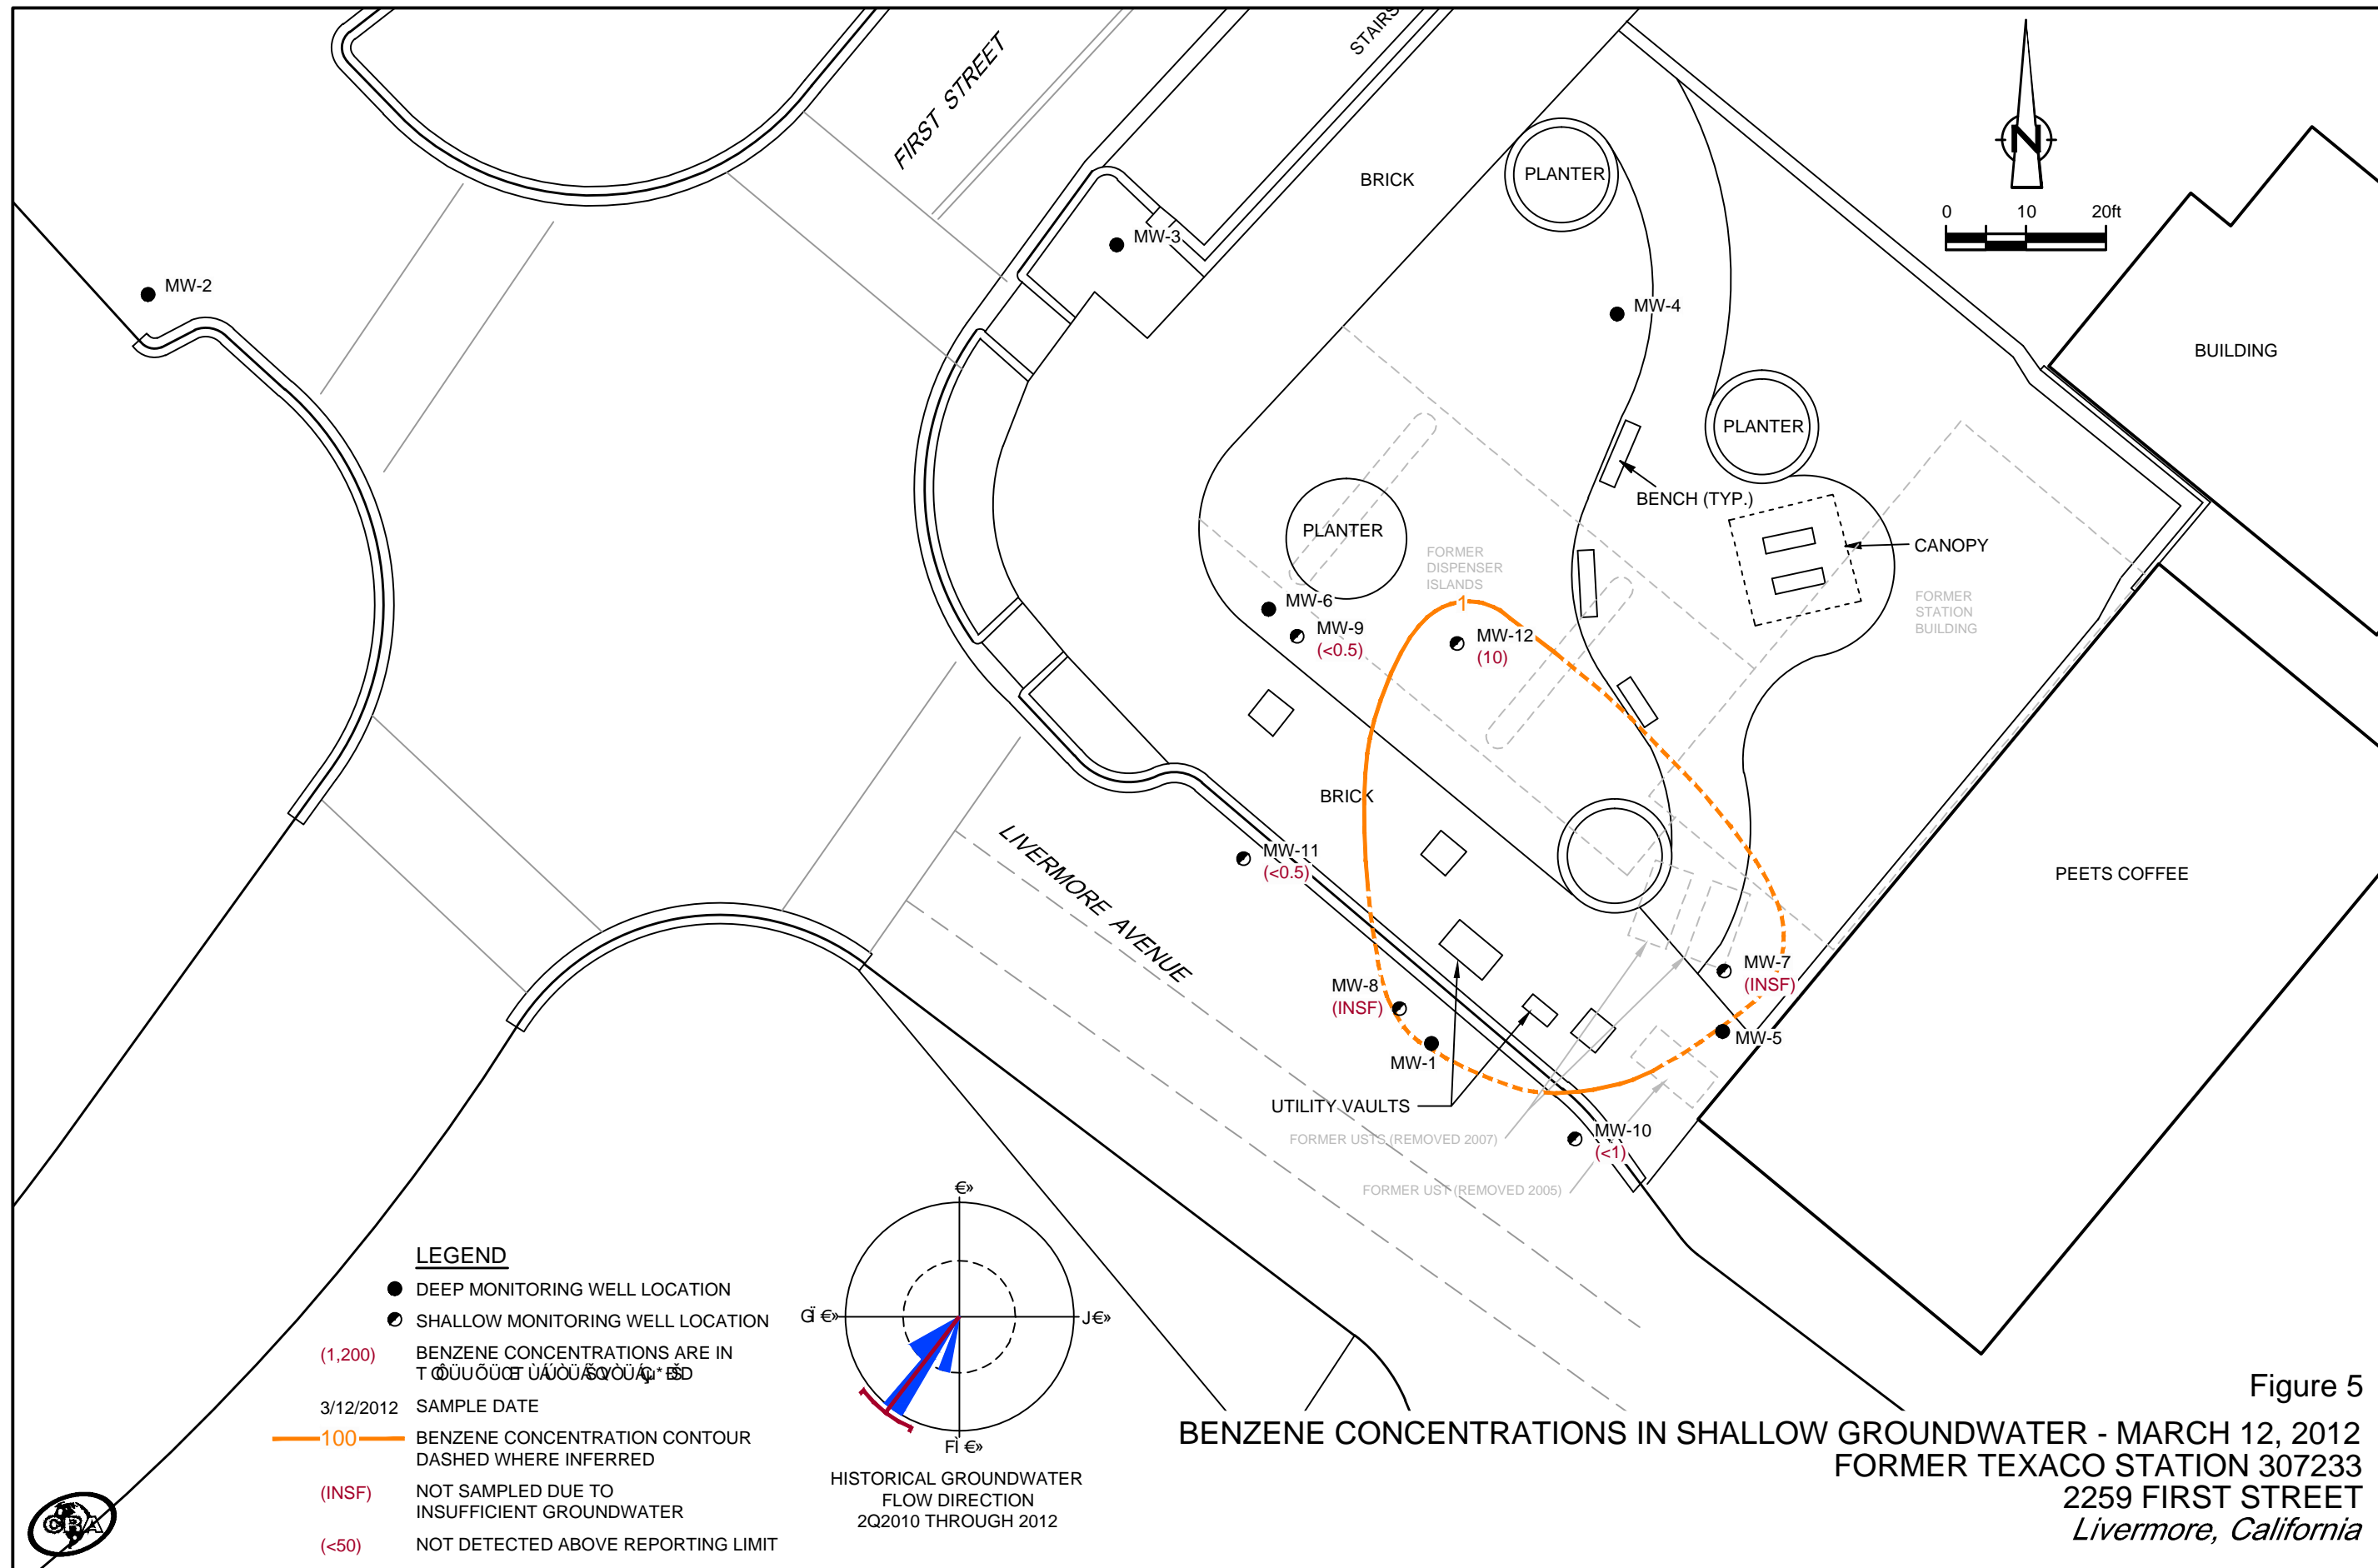 STAIRS
FIRST STREET
N
0 10 20ft
BRICK
PLANTER
MW-3
MW-2
MW-4
BUILDING
PLANTER
BENCH (TYP.)
PLANTER
CANOPY
FORMER
DISPENSER
ISLANDS
FORMER
STATION
BUILDING
1
MW-6
MW-9
(<0.5)
MW-12
(10)
BRICK
LIVERMORE AVENUE
MW-11
(<0.5)
PEETS COFFEE
MW-7
(INSF)
MW-8
(INSF)
MW-5
MW-1
UTILITY VAULTS
FORMER USTS (REMOVED 2007)
MW-10
(<1)
FORMER UST (REMOVED 2005)
LEGEND
DEEP MONITORING WELL LOCATION
SHALLOW MONITORING WELL LOCATION
(1,200) BENZENE CONCENTRATIONS ARE IN
3/12/2012 SAMPLE DATE
100 BENZENE CONCENTRATION CONTOUR
DASHED WHERE INFERRED
(INSF) NOT SAMPLED DUE TO
INSUFFICIENT GROUNDWATER
(<50) NOT DETECTED ABOVE REPORTING LIMIT
€»
J€»
HISTORICAL GROUNDWATER
FLOW DIRECTION
2Q2010 THROUGH 2012
CRA
Figure 5
BENZENE CONCENTRATIONS IN SHALLOW GROUNDWATER - MARCH 12, 2012
FORMER TEXACO STATION 307233
2259 FIRST STREET
Livermore, California